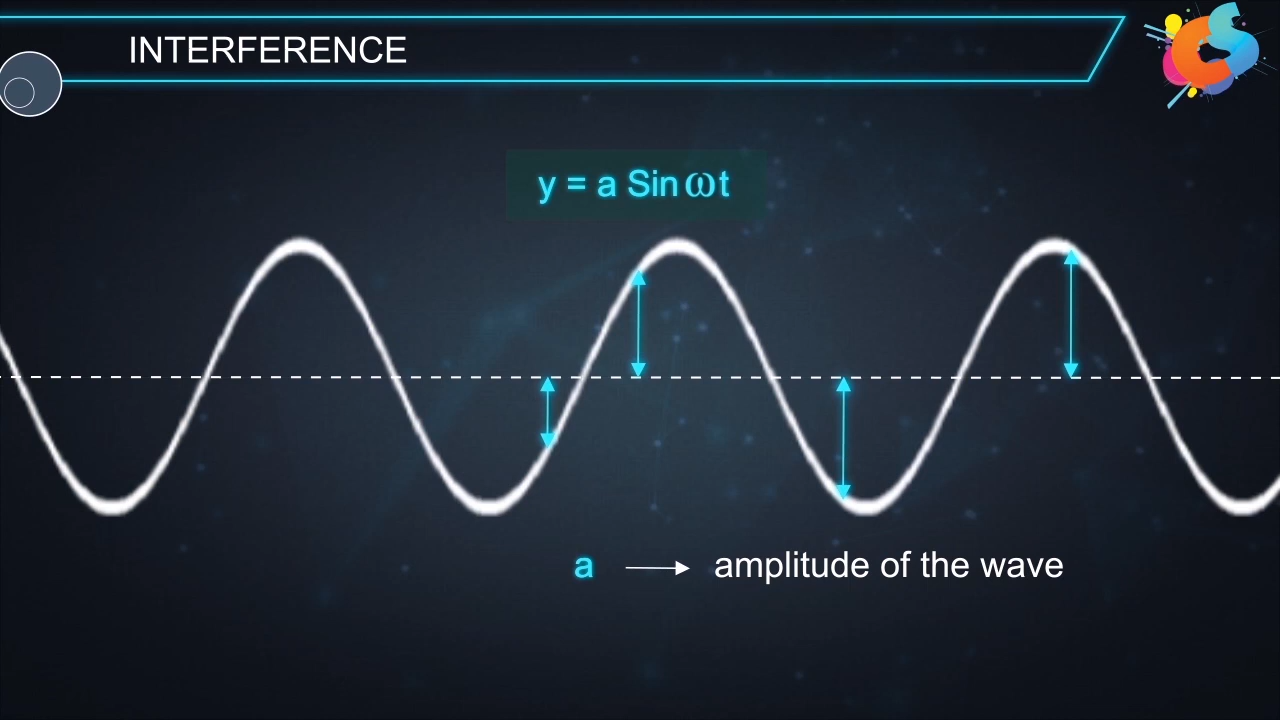 INTERFERENCE
y = a Sin ωt
a → amplitude of the wave